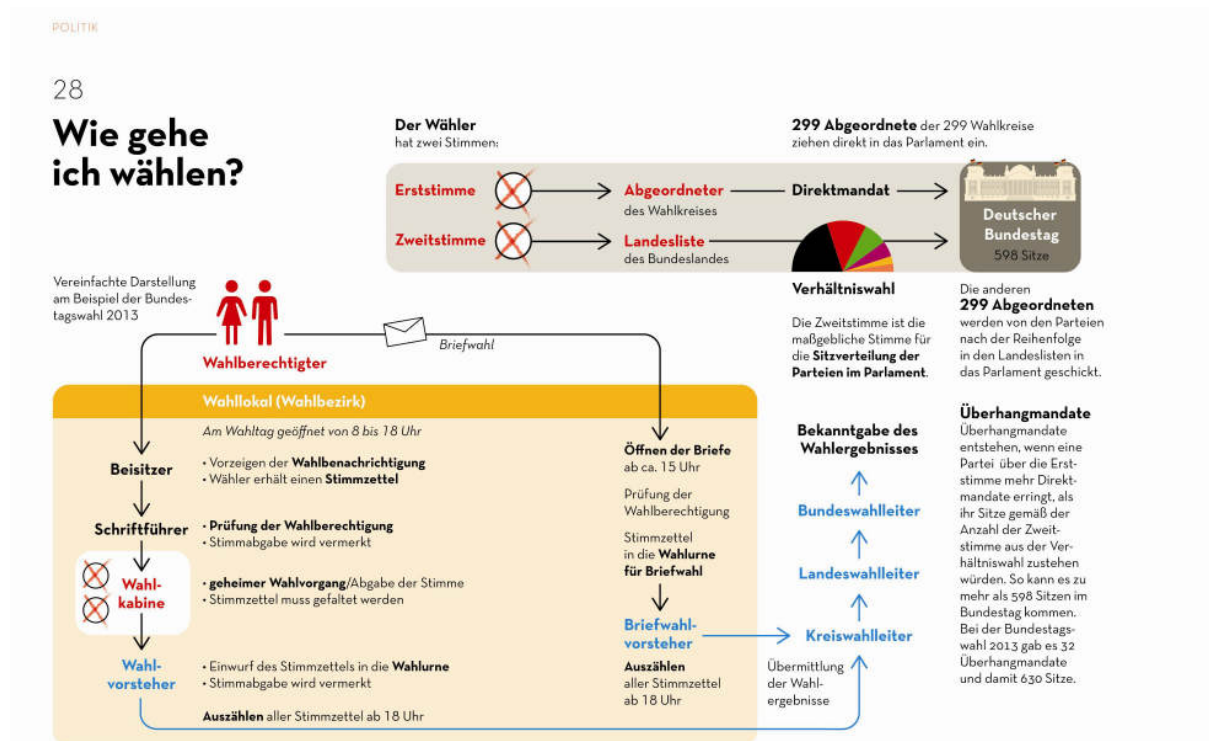 POLITIK
28
Wie gehe
ich wählen?
Der Wähler
hat zwei Stimmen:
299 Abgeordnete der 299 Wahlkreise
ziehen direkt in das Parlament ein.
Erststimme
Abgeordneter
des Wahlkreises
Direktmandat
Zweitstimme
Landesliste
des Bundeslandes
Deutscher
Bundestag
598 Sitze
Vereinfachte Darstellung
am Beispiel der Bundes-
tagswahl 2013
Wahlberechtigter
Briefwahl
Verhältniswahl
Die Zweitstimme ist die
maßgebliche Stimme für
die Sitzverteilung der
Parteien im Parlament.
Die anderen
299 Abgeordneten
werden von den Parteien
nach der Reihenfolge
in den Landeslisten in
das Parlament geschickt.
Wahllokal (Wahlbezirk)
Am Wahltag geöffnet von 8 bis 18 Uhr
Beisitzer
• Vorzeigen der Wahlbenachrichtigung
• Wähler erhält einen Stimmzettel
Schriftführer
• Prüfung der Wahlberechtigung
• Stimmabgabe wird vermerkt
Wahl-
kabine
• geheimer Wahlvorgang/Abgabe der Stimme
• Stimmzettel muss gefaltet werden
Wahl-
vorsteher
• Einwurf des Stimmzettels in die Wahlurne
• Stimmabgabe wird vermerkt
Auszählen aller Stimmzettel ab 18 Uhr
Öffnen der Briefe
ab ca. 15 Uhr
Prüfung der
Wahlberechtigung
Stimmzettel
in die Wahlurne
für Briefwahl
Briefwahl-
vorsteher
Auszählen
aller Stimmzettel
ab 18 Uhr
Bekanntgabe des
Wahlergebnisses
Bundeswahlleiter
Landeswahlleiter
Kreiswahlleiter
Übermittlung
der Wahl-
ergebnisse
Überhangmandate
Überhangmandate
entstehen, wenn eine
Partei über die Erst-
stimme mehr Direkt-
mandate erringt, als
ihr Sitze gemäß der
Anzahl der Zweit-
stimme aus der Ver-
hältniswahl zustehen
würden. So kann es zu
mehr als 598 Sitzen im
Bundestag kommen.
Bei der Bundestags-
wahl 2013 gab es 32
Überhangmandate
und damit 630 Sitze.